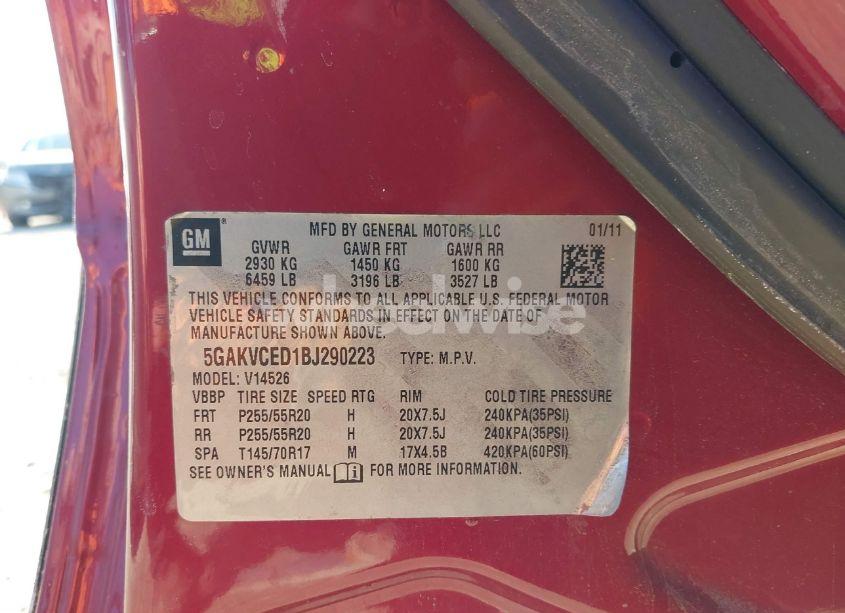 GM
MFD BY GENERAL MOTORS LLC 01/11
GVWR GAWR FRT GAWR RR
2930 KG 1450 KG 1600 KG
6459 LB 3196 LB 3527 LB
THIS VEHICLE CONFORMS TO ALL APPLICABLE U.S. FEDERAL MOTOR
VEHICLE SAFETY STANDARDS IN EFFECT ON THE DATE OF
MANUFACTURE SHOWN ABOVE.
5GAKVCED1BJ290223 TYPE: M.P.V.
MODEL: V14526
VBBP TIRE SIZE SPEED RTG RIM COLD TIRE PRESSURE
FRT P255/55R20 H 20X7.5J 240KPA(35PSI)
RR P255/55R20 H 20X7.5J 240KPA(35PSI)
SPA T145/70R17 M 17X4.5B 420KPA(60PSI)
SEE OWNER'S MANUAL FOR MORE INFORMATION.